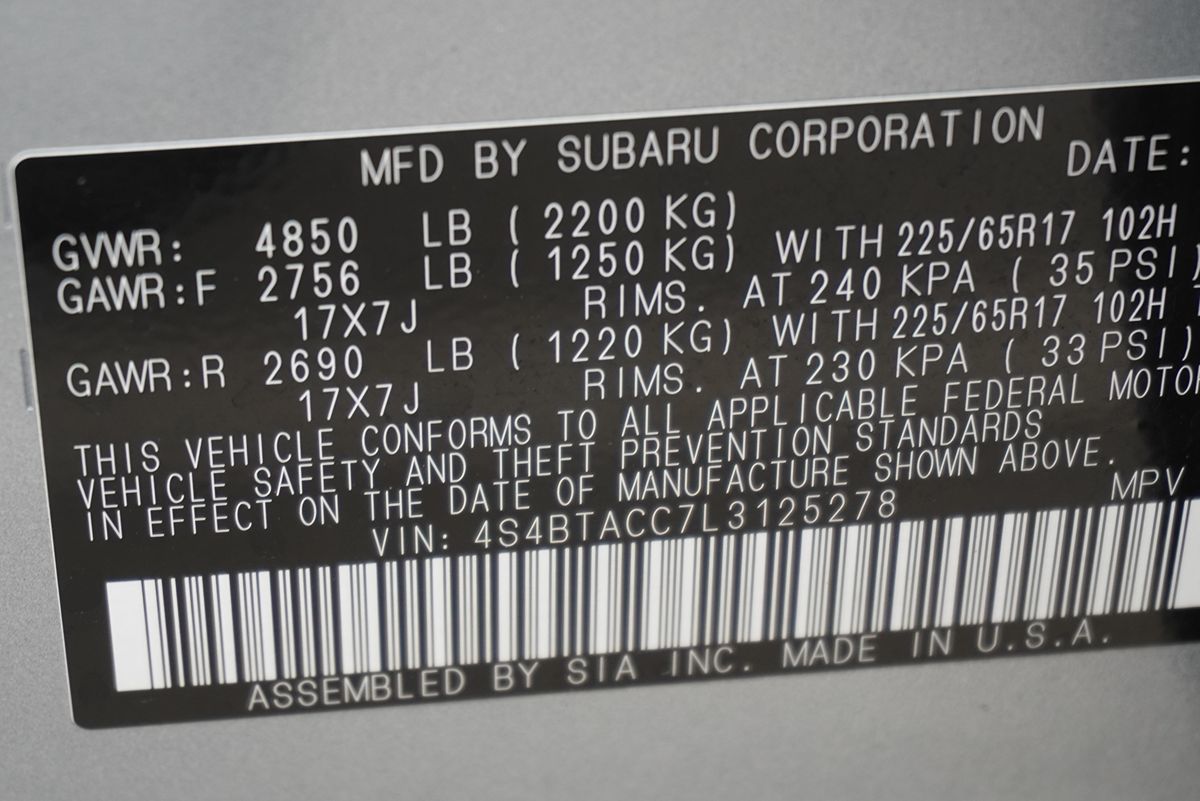 MFD BY SUBARU CORPORATION DATE:
GVWR: 4850 LB ( 2200 KG)
GAWR:F 2756 LB ( 1250 KG) WITH 225/65R17 102H
17X7J RIMS. AT 240 KPA ( 35 PSI)
GAWR:R 2690 LB ( 1220 KG) WITH 225/65R17 102H
17X7J RIMS. AT 230 KPA ( 33 PSI)
THIS VEHICLE CONFORMS TO ALL APPLICABLE FEDERAL MOTOR
VEHICLE SAFETY AND THEFT PREVENTION STANDARDS
IN EFFECT ON THE DATE OF MANUFACTURE SHOWN ABOVE.
VIN: 4S4BTACC7L3125278 MPV
ASSEMBLED BY SIA INC. MADE IN U.S.A.